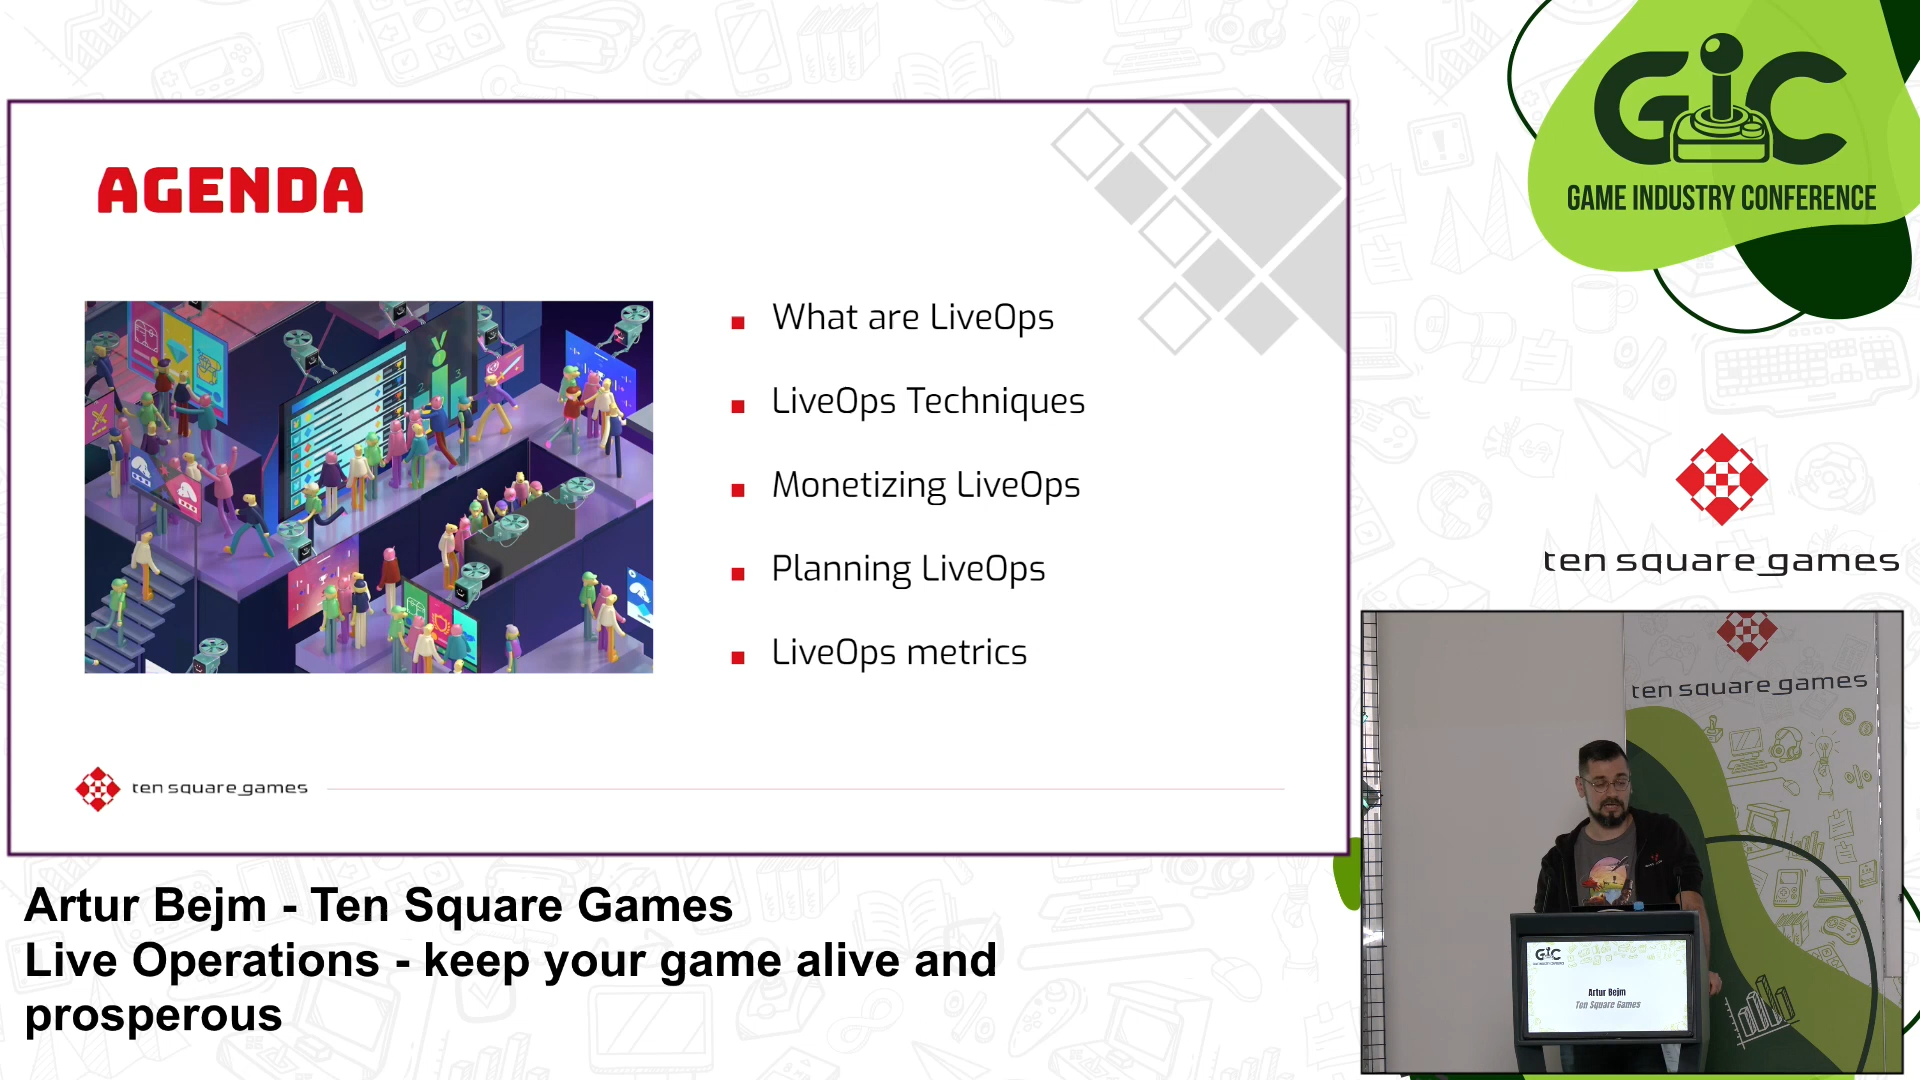 AGENDA
What are LiveOps
LiveOps Techniques
Monetizing LiveOps
Planning LiveOps
LiveOps metrics
ten square_games
Artur Bejm - Ten Square Games
Live Operations - keep your game alive and
prosperous
GIC
GAME INDUSTRY CONFERENCE
ten square_games
ten square_games
GIC
Artur Bejm
Ten Square Games